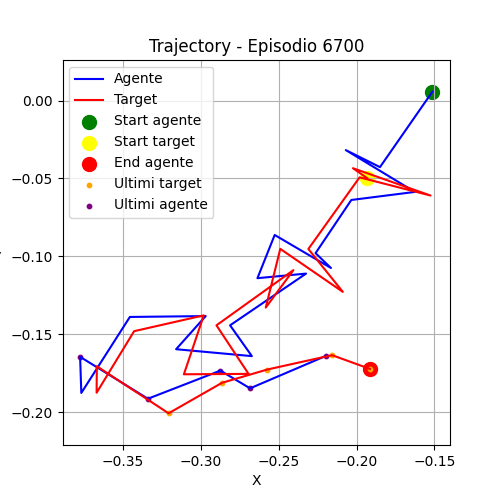 Trajectory - Episodio 6700
Agente
Target
Start agente
Start target
End agente
Ultimi target
Ultimi agente
0.00
−0.05
−0.10
−0.15
−0.20
−0.35
−0.30
−0.25
−0.20
−0.15
X